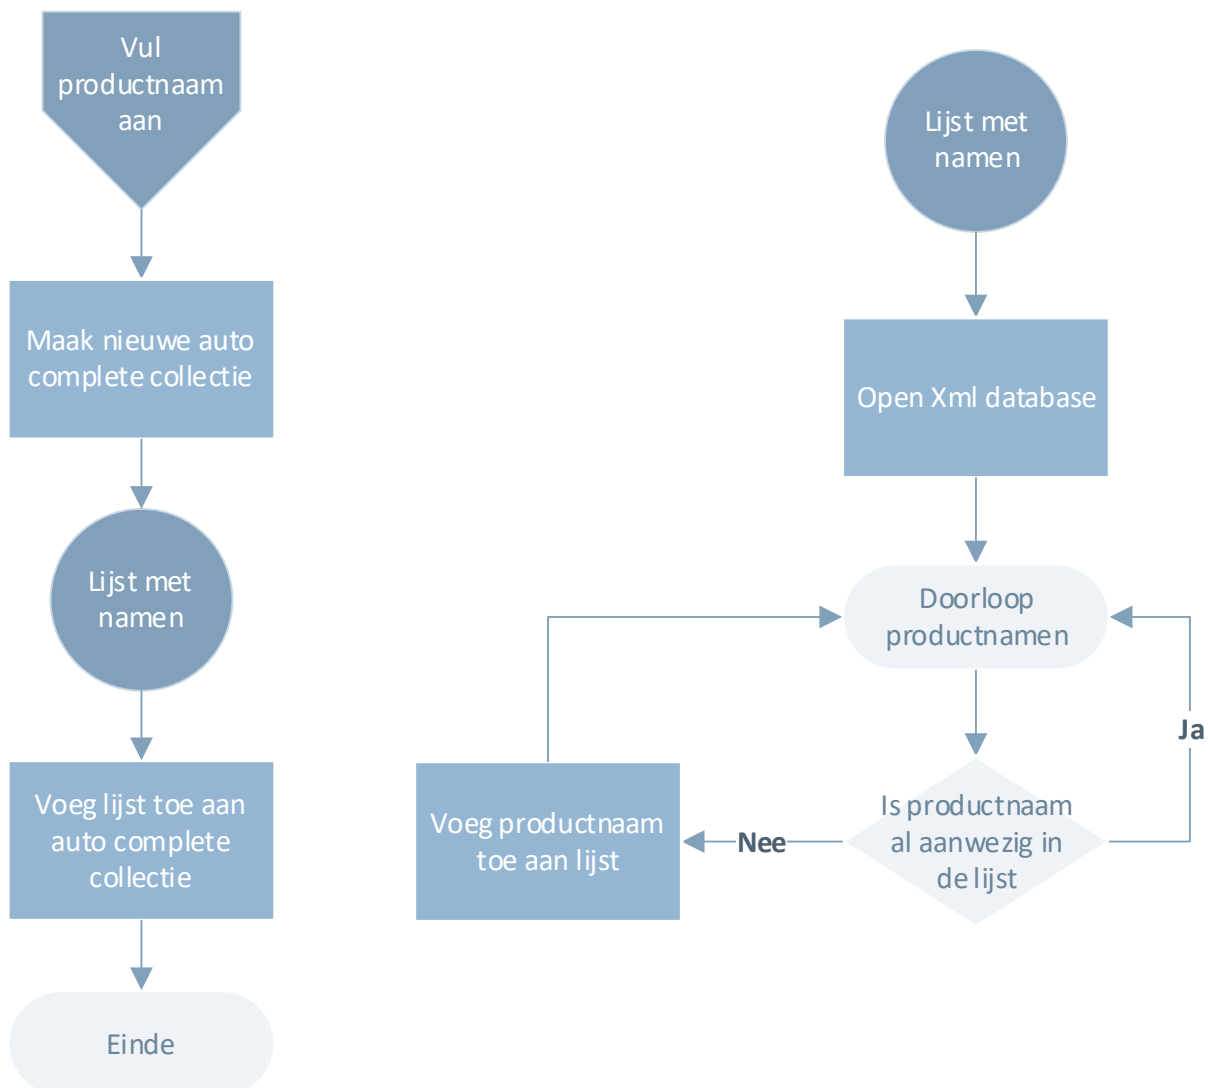 Vul
productnaam
aan
Maak nieuwe auto
complete collectie
Lijst met
namen
Voeg lijst toe aan
auto complete
collectie
Einde
Lijst met
namen
Open Xml database
Doorloop
productnamen
Ja
Is productnaam
al aanwezig in
de lijst
Nee
Voeg productnaam
toe aan lijst